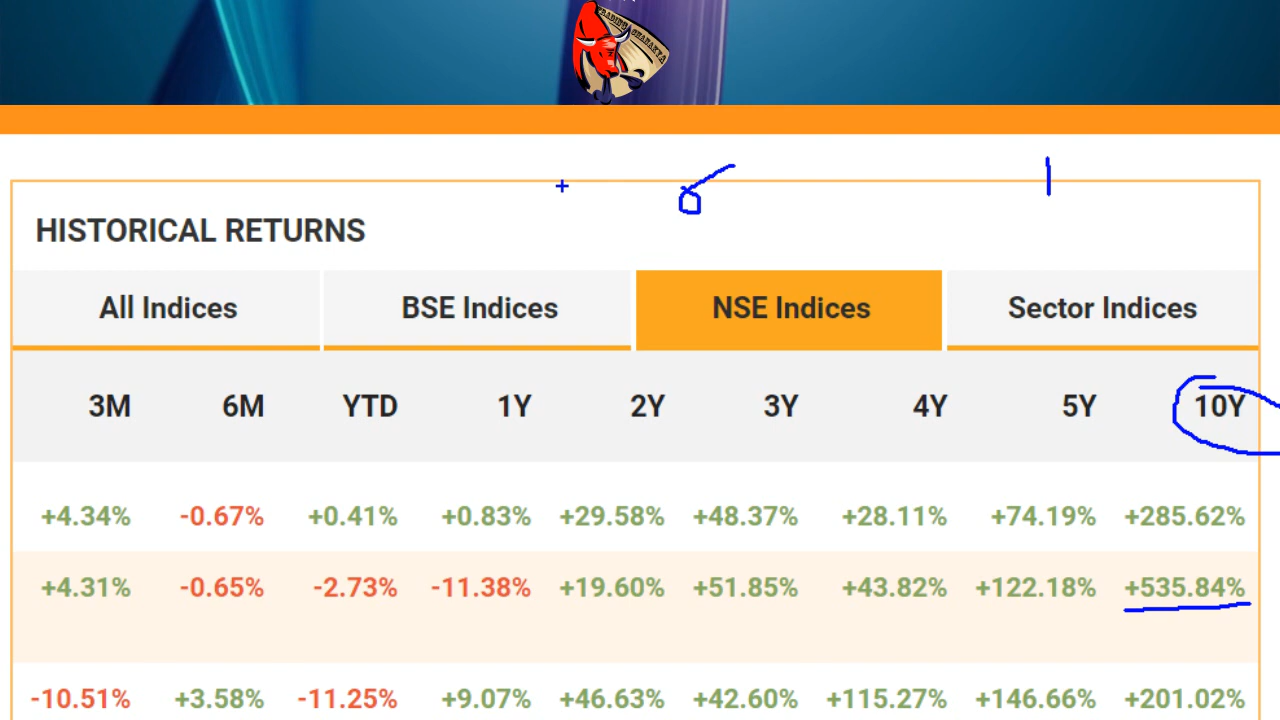 TRADING CHANAKYA
HISTORICAL RETURNS
All Indices BSE Indices NSE Indices Sector Indices
3M 6M YTD 1Y 2Y 3Y 4Y 5Y 10Y
+4.34% -0.67% +0.41% +0.83% +29.58% +48.37% +28.11% +74.19% +285.62%
+4.31% -0.65% -2.73% -11.38% +19.60% +51.85% +43.82% +122.18% +535.84%
-10.51% +3.58% -11.25% +9.07% +46.63% +42.60% +115.27% +146.66% +201.02%